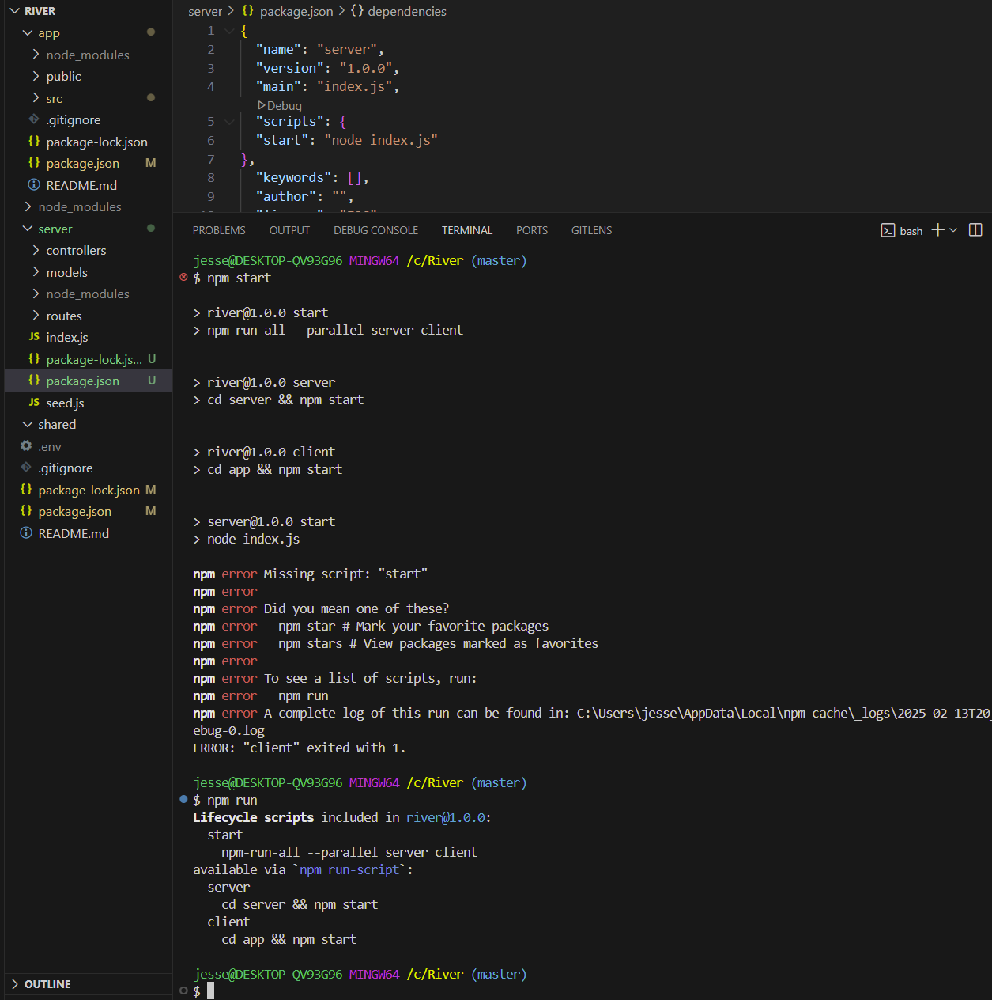 RIVER
app
node_modules
public
src
.gitignore
{} package-lock.json
{} package.json M
README.md
node_modules
server
controllers
models
node_modules
routes
JS index.js
{} package-lock.js... U
{} package.json U
JS seed.js
shared
.env
.gitignore
{} package-lock.json M
{} package.json M
README.md
OUTLINE
server > {} package.json > {} dependencies
1 {
2 "name": "server",
3 "version": "1.0.0",
4 "main": "index.js",
Debug
5 "scripts": {
6 "start": "node index.js"
7 },
8 "keywords": [],
9 "author": "",
PROBLEMS OUTPUT DEBUG CONSOLE TERMINAL PORTS GITLENS bash
jesse@DESKTOP-QV93G96 MINGW64 /c/River (master)
$ npm start
> river@1.0.0 start
> npm-run-all --parallel server client
> river@1.0.0 server
> cd server && npm start
> river@1.0.0 client
> cd app && npm start
> server@1.0.0 start
> node index.js
npm error Missing script: "start"
npm error
npm error Did you mean one of these?
npm error npm star # Mark your favorite packages
npm error npm stars # View packages marked as favorites
npm error
npm error To see a list of scripts, run:
npm error npm run
npm error A complete log of this run can be found in: C:\Users\jesse\AppData\Local\npm-cache\_logs\2025-02-13T20_
ebug-0.log
ERROR: "client" exited with 1.
jesse@DESKTOP-QV93G96 MINGW64 /c/River (master)
$ npm run
Lifecycle scripts included in river@1.0.0:
start
npm-run-all --parallel server client
available via `npm run-script`:
server
cd server && npm start
client
cd app && npm start
jesse@DESKTOP-QV93G96 MINGW64 /c/River (master)
$